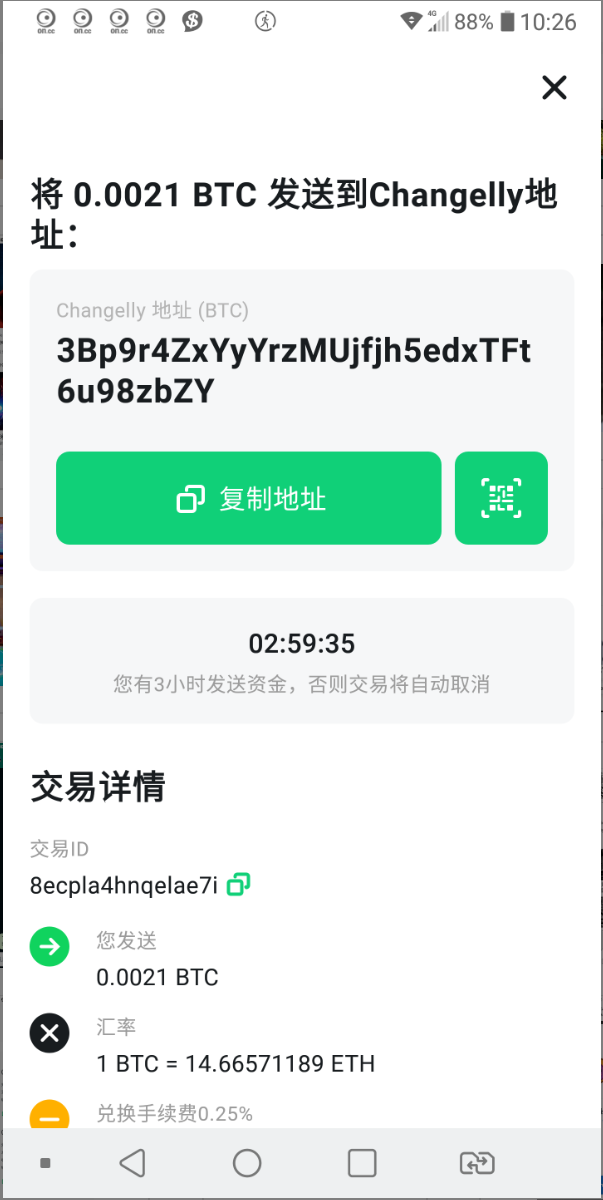 on.cc on.cc on.cc on.cc 4G 88% 10:26
将 0.0021 BTC 发送到Changelly地
址：
Changelly 地址 (BTC)
3Bp9r4ZxYyYrzMUjfjh5edxTFt
6u98zbZY
复制地址
02:59:35
您有3小时发送资金，否则交易将自动取消
交易详情
交易ID
8ecpla4hnqelae7i
您发送
0.0021 BTC
汇率
1 BTC = 14.66571189 ETH
兑换手续费0.25%